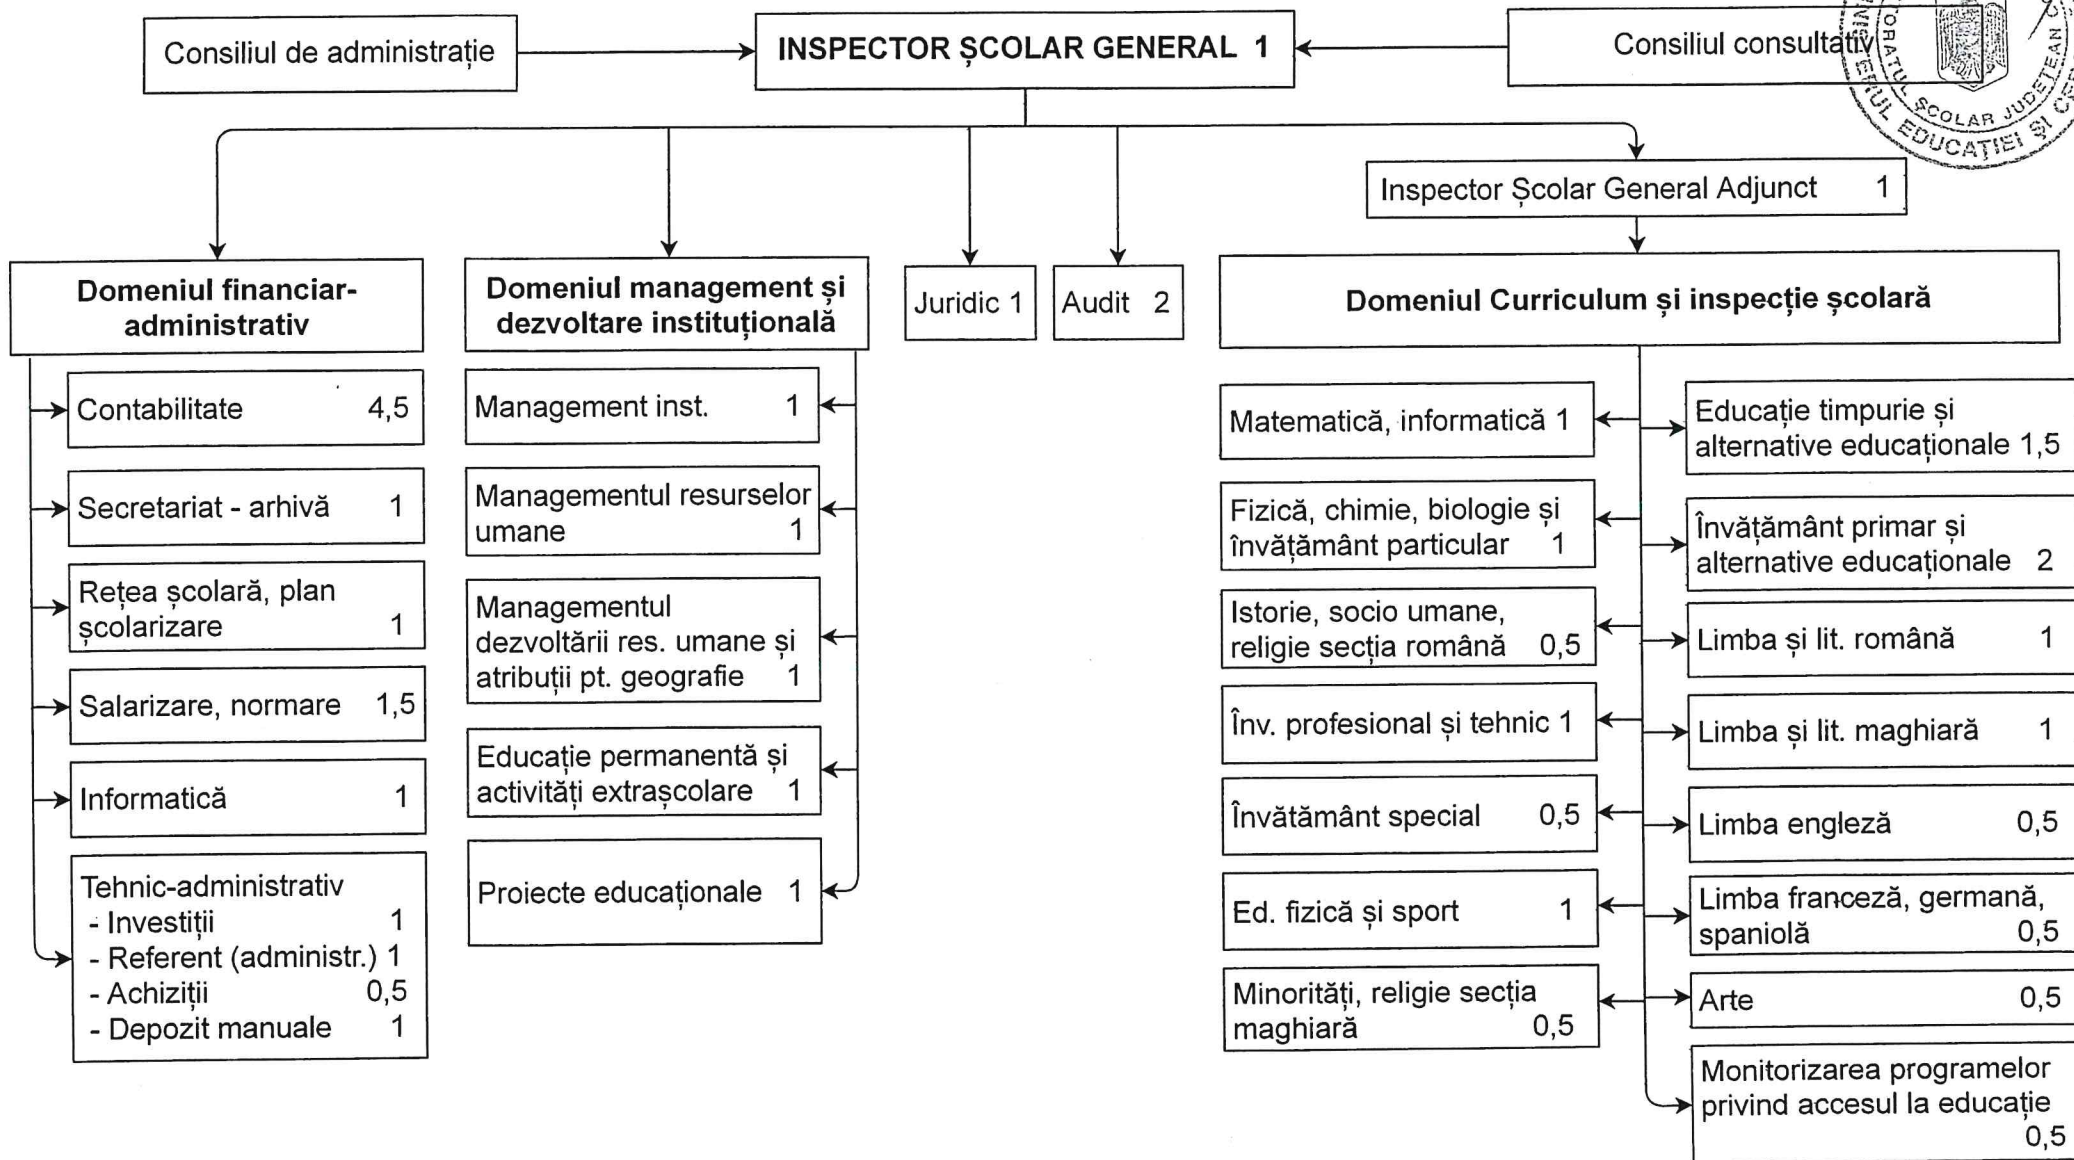 Consiliul de administrație
INSPECTOR ȘCOLAR GENERAL 1
Consiliul consultativ
ȘCOLAR JUDEȚEAN
EDUCAȚIEI ȘI
Inspector Școlar General Adjunct 1
Domeniul financiar-
administrativ
Contabilitate 4,5
Secretariat - arhivă 1
Rețea școlară, plan
școlarizare 1
Salarizare, normare 1,5
Informatică 1
Tehnic-administrativ
- Investiții 1
- Referent (administr.) 1
- Achiziții 0,5
- Depozit manuale 1
Domeniul management și
dezvoltare instituțională
Management inst. 1
Managementul resurselor
umane 1
Managementul
dezvoltării res. umane și
atribuții pt. geografie 1
Educație permanentă și
activități extrașcolare 1
Proiecte educaționale 1
Juridic 1
Audit 2
Domeniul Curriculum și inspecție școlară
Matematică, informatică 1
Fizică, chimie, biologie și
învățământ particular 1
Istorie, socio umane,
religie secția română 0,5
Înv. profesional și tehnic 1
Învătământ special 0,5
Ed. fizică și sport 1
Minorități, religie secția
maghiară 0,5
Educație timpurie și
alternative educaționale 1,5
Învățământ primar și
alternative educaționale 2
Limba și lit. română 1
Limba și lit. maghiară 1
Limba engleză 0,5
Limba franceză, germană,
spaniolă 0,5
Arte 0,5
Monitorizarea programelor
privind accesul la educație
0,5